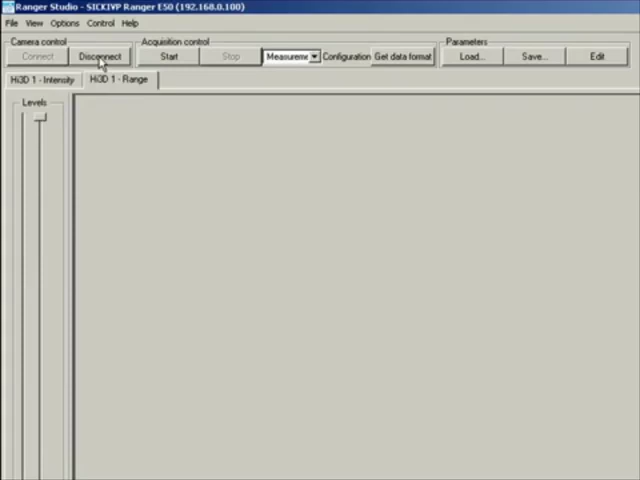 Ranger Studio - SICKIVP Ranger E50 (192.168.0.100)
File View Options Control Help
Camera control Acquisition control Parameters
Connect Disconnect Start Stop Measureme Configuration Get data format Load... Save... Edit
Hi3D 1 - Intensity Hi3D 1 - Range
Levels